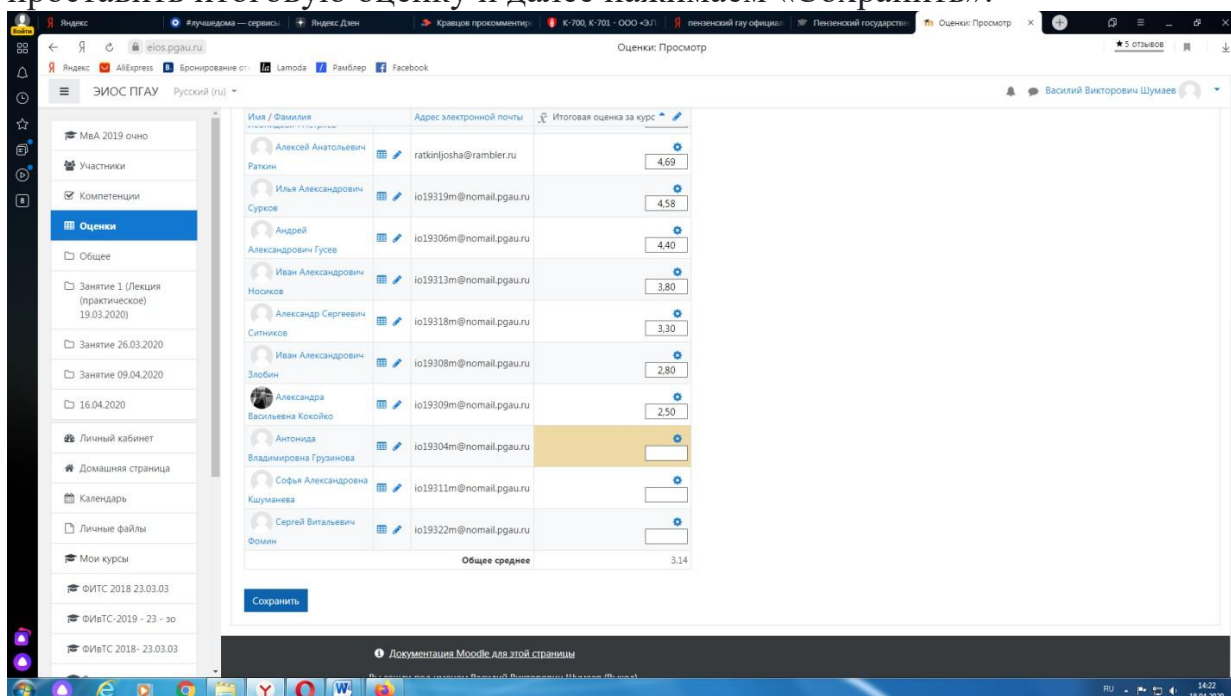 проставить итоговую оценку и далее нажимаем «Сохранить».
Войти
Яндекс
#лучшедома — сервисы
Яндекс Дзен
Кравцов прокомментиро
К-700, К-701 - ООО «Э.Л.
пензенский гау официал
Пензенский государстве
Оценки: Просмотр
eios.pgau.ru
Оценки: Просмотр
★ 5 отзывов
Яндекс
AliExpress
Бронирование от
Lamoda
Рамблер
Facebook
ЭИОС ПГАУ
Русский (ru)
Василий Викторович Шумаев
МвА 2019 очно
Участники
Компетенции
Оценки
Общее
Занятие 1 (Лекция
(практическое)
19.03.2020)
Занятие 26.03.2020
Занятие 09.04.2020
16.04.2020
Личный кабинет
Домашняя страница
Календарь
Личные файлы
Мои курсы
ФИТС 2018 23.03.03
ФИвТС-2019 - 23 - зо
ФИвТС 2018- 23.03.03
Имя / Фамилия
Адрес электронной почты
Итоговая оценка за курс
Алексей Анатольевич
Раткин
ratkinljosha@rambler.ru
4,69
Илья Александрович
Сурков
io19319m@nomail.pgau.ru
4,58
Андрей
Александрович Гусев
io19306m@nomail.pgau.ru
4,40
Иван Александрович
Носиков
io19313m@nomail.pgau.ru
3,80
Александр Сергеевич
Ситников
io19318m@nomail.pgau.ru
3,30
Иван Александрович
Злобин
io19308m@nomail.pgau.ru
2,80
Александра
Васильевна Кокойко
io19309m@nomail.pgau.ru
2,50
Антонида
Владимировна Грузинова
io19304m@nomail.pgau.ru
Софья Александровна
Кшуманева
io19311m@nomail.pgau.ru
Сергей Витальевич
Фомин
io19322m@nomail.pgau.ru
Общее среднее
3,14
Сохранить
Документация Moodle для этой страницы
RU
14:22